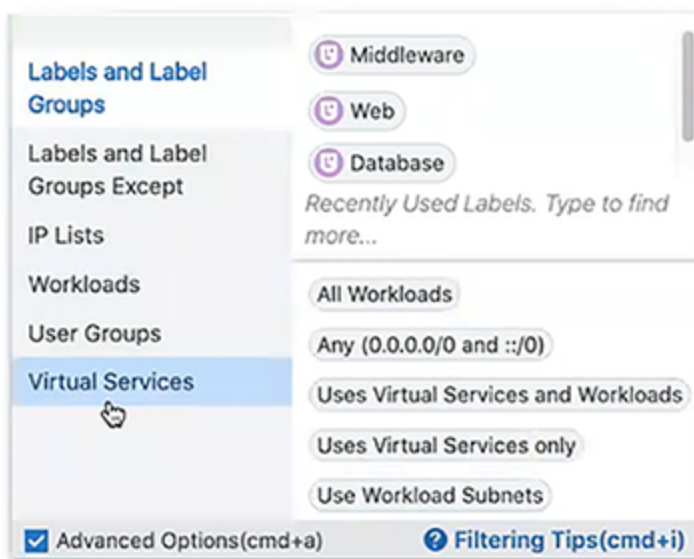 Labels and Label
Groups
Labels and Label
Groups Except
IP Lists
Workloads
User Groups
Virtual Services
Middleware
Web
Database
Recently Used Labels. Type to find
more...
All Workloads
Any (0.0.0.0/0 and ::/0)
Uses Virtual Services and Workloads
Uses Virtual Services only
Use Workload Subnets
Advanced Options(cmd+a)
Filtering Tips(cmd+i)